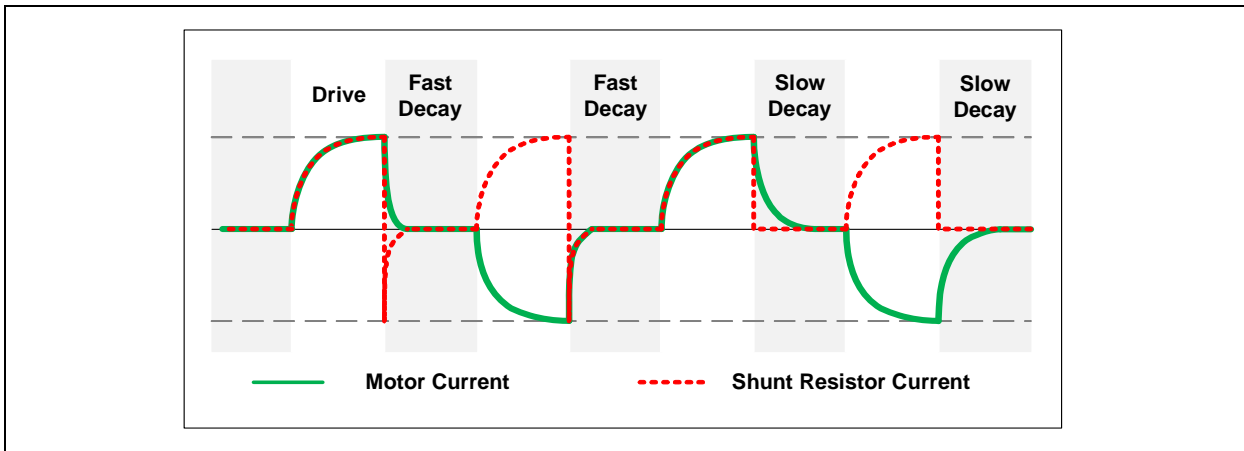 Drive
Fast
Decay
Fast
Decay
Slow
Decay
Slow
Decay
Motor Current
Shunt Resistor Current